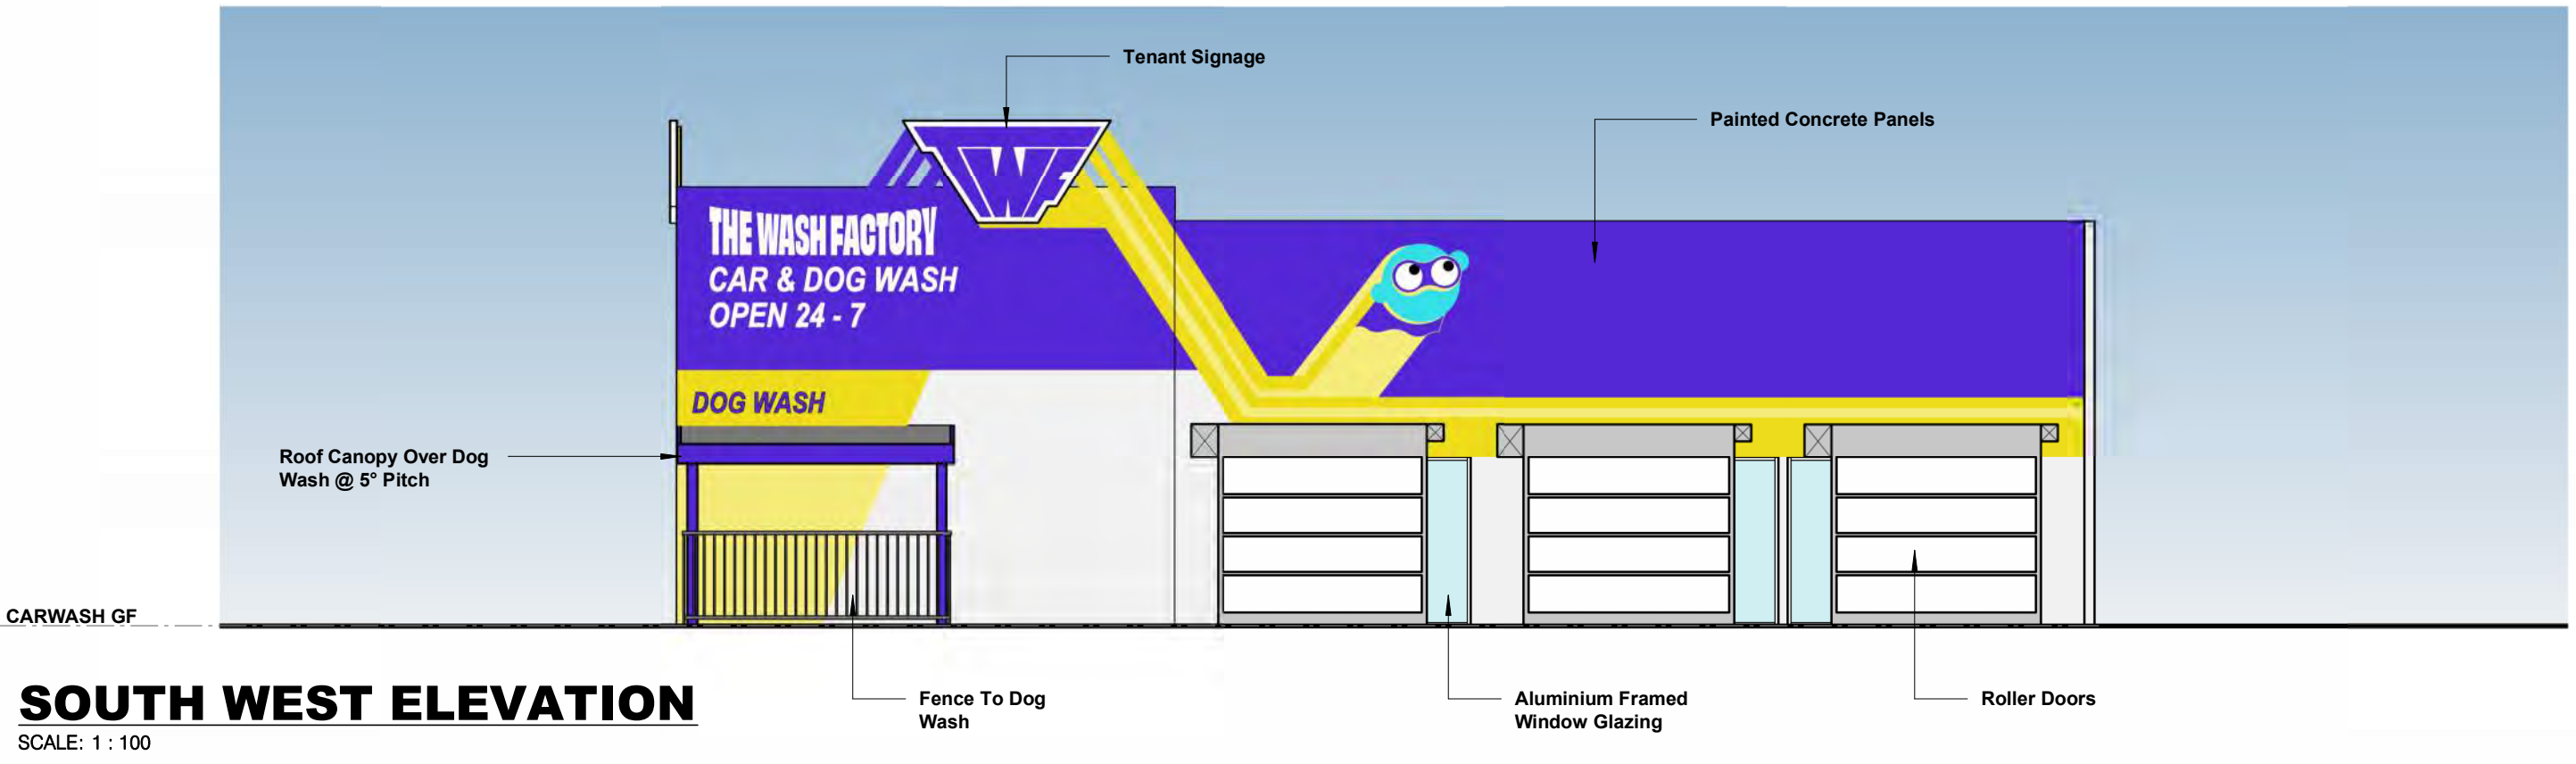 Tenant Signage
Painted Concrete Panels
WF
THE WASH FACTORY
CAR & DOG WASH
OPEN 24 - 7
DOG WASH
Roof Canopy Over Dog
Wash @ 5° Pitch
CARWASH GF
SOUTH WEST ELEVATION
SCALE: 1 : 100
Fence To Dog
Wash
Aluminium Framed
Window Glazing
Roller Doors